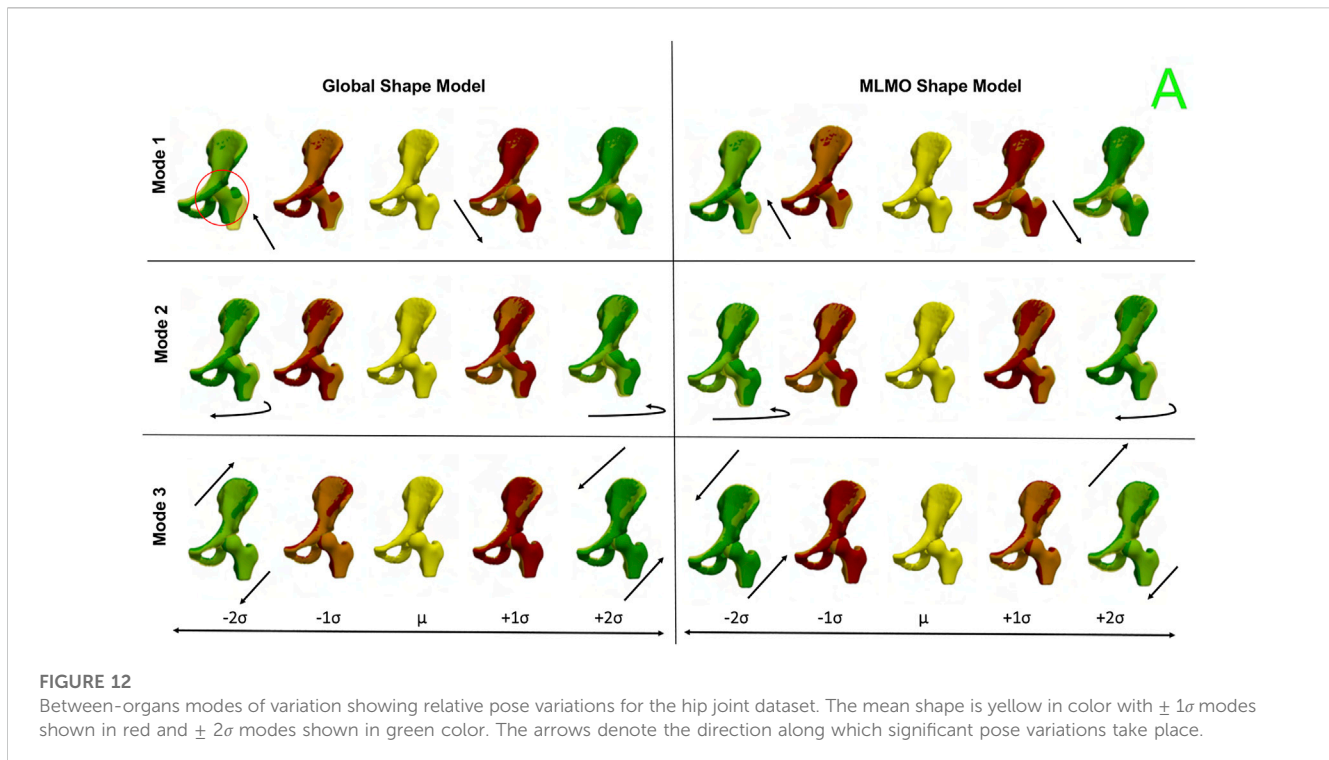 Global Shape Model
MLMO Shape Model
A
Mode 1
Mode 2
Mode 3
-2σ -1σ μ +1σ +2σ
-2σ -1σ μ +1σ +2σ
FIGURE 12
Between-organs modes of variation showing relative pose variations for the hip joint dataset. The mean shape is yellow in color with ± 1σ modes
shown in red and ± 2σ modes shown in green color. The arrows denote the direction along which significant pose variations take place.